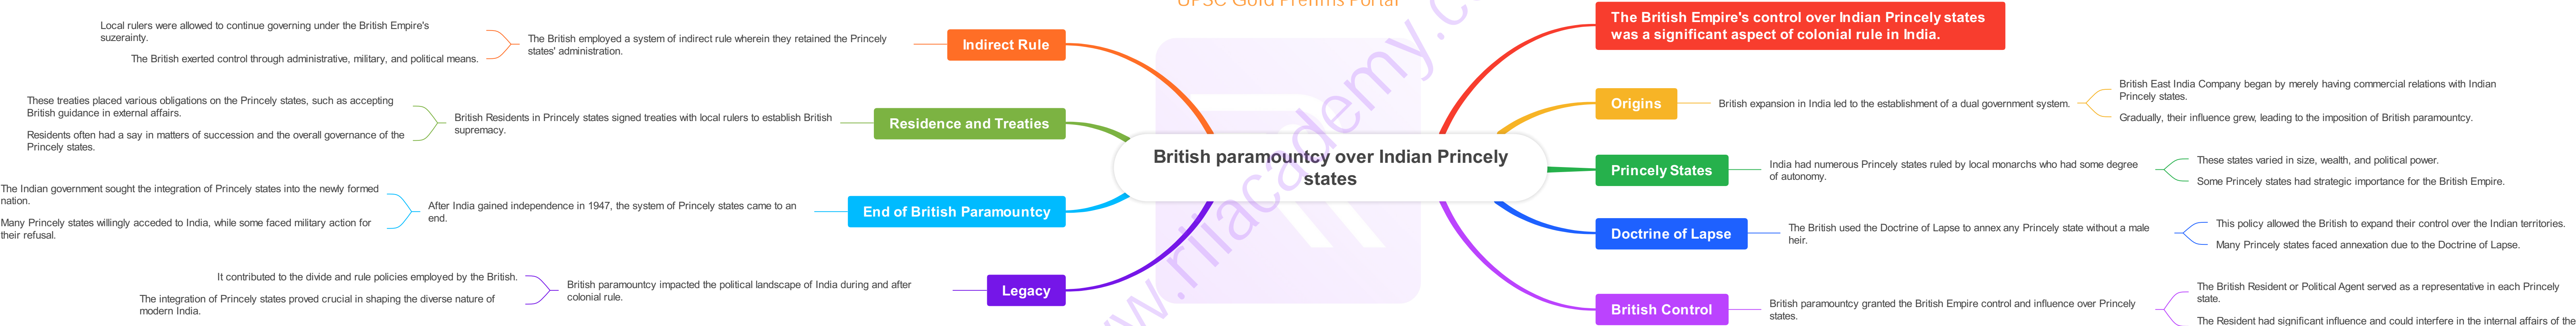 UPSC Gold Prelims Portal
The British Empire's control over Indian Princely states
was a significant aspect of colonial rule in India.
Local rulers were allowed to continue governing under the British Empire's
suzerainty.
The British exerted control through administrative, military, and political means.
The British employed a system of indirect rule wherein they retained the Princely
states' administration.
Indirect Rule
These treaties placed various obligations on the Princely states, such as accepting
British guidance in external affairs.
Residents often had a say in matters of succession and the overall governance of the
Princely states.
British Residents in Princely states signed treaties with local rulers to establish British
supremacy.
Residence and Treaties
The Indian government sought the integration of Princely states into the newly formed
nation.
Many Princely states willingly acceded to India, while some faced military action for
their refusal.
After India gained independence in 1947, the system of Princely states came to an
end.
End of British Paramountcy
It contributed to the divide and rule policies employed by the British.
The integration of Princely states proved crucial in shaping the diverse nature of
modern India.
British paramountcy impacted the political landscape of India during and after
colonial rule.
Legacy
British paramountcy over Indian Princely
states
Origins
British expansion in India led to the establishment of a dual government system.
British East India Company began by merely having commercial relations with Indian
Princely states.
Gradually, their influence grew, leading to the imposition of British paramountcy.
Princely States
India had numerous Princely states ruled by local monarchs who had some degree
of autonomy.
These states varied in size, wealth, and political power.
Some Princely states had strategic importance for the British Empire.
Doctrine of Lapse
The British used the Doctrine of Lapse to annex any Princely state without a male
heir.
This policy allowed the British to expand their control over the Indian territories.
Many Princely states faced annexation due to the Doctrine of Lapse.
British Control
British paramountcy granted the British Empire control and influence over Princely
states.
The British Resident or Political Agent served as a representative in each Princely
state.
The Resident had significant influence and could interfere in the internal affairs of the